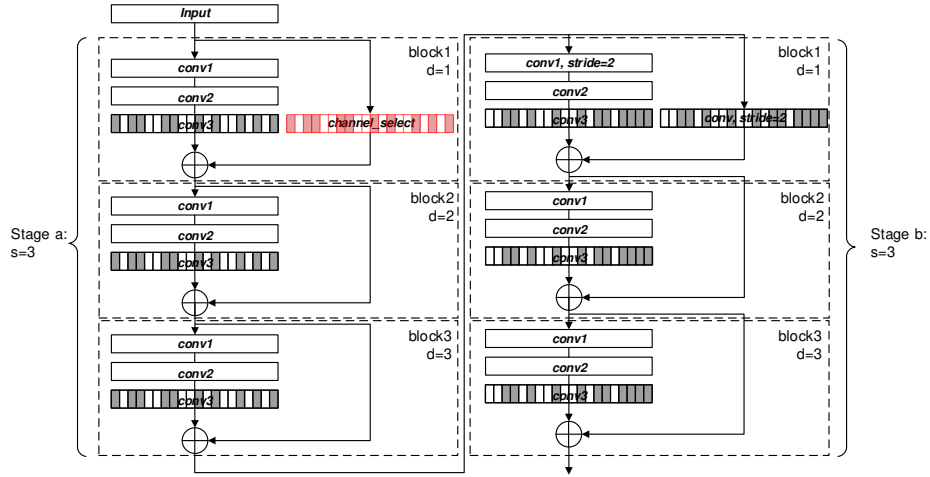 Input
Stage a:
s=3
block1
d=1
conv1
conv2
conv3
channel_select
block2
d=2
conv1
conv2
conv3
block3
d=3
conv1
conv2
conv3
block1
d=1
conv1, stride=2
conv2
conv3
conv, stride=2
block2
d=2
conv1
conv2
conv3
block3
d=3
conv1
conv2
conv3
Stage b:
s=3